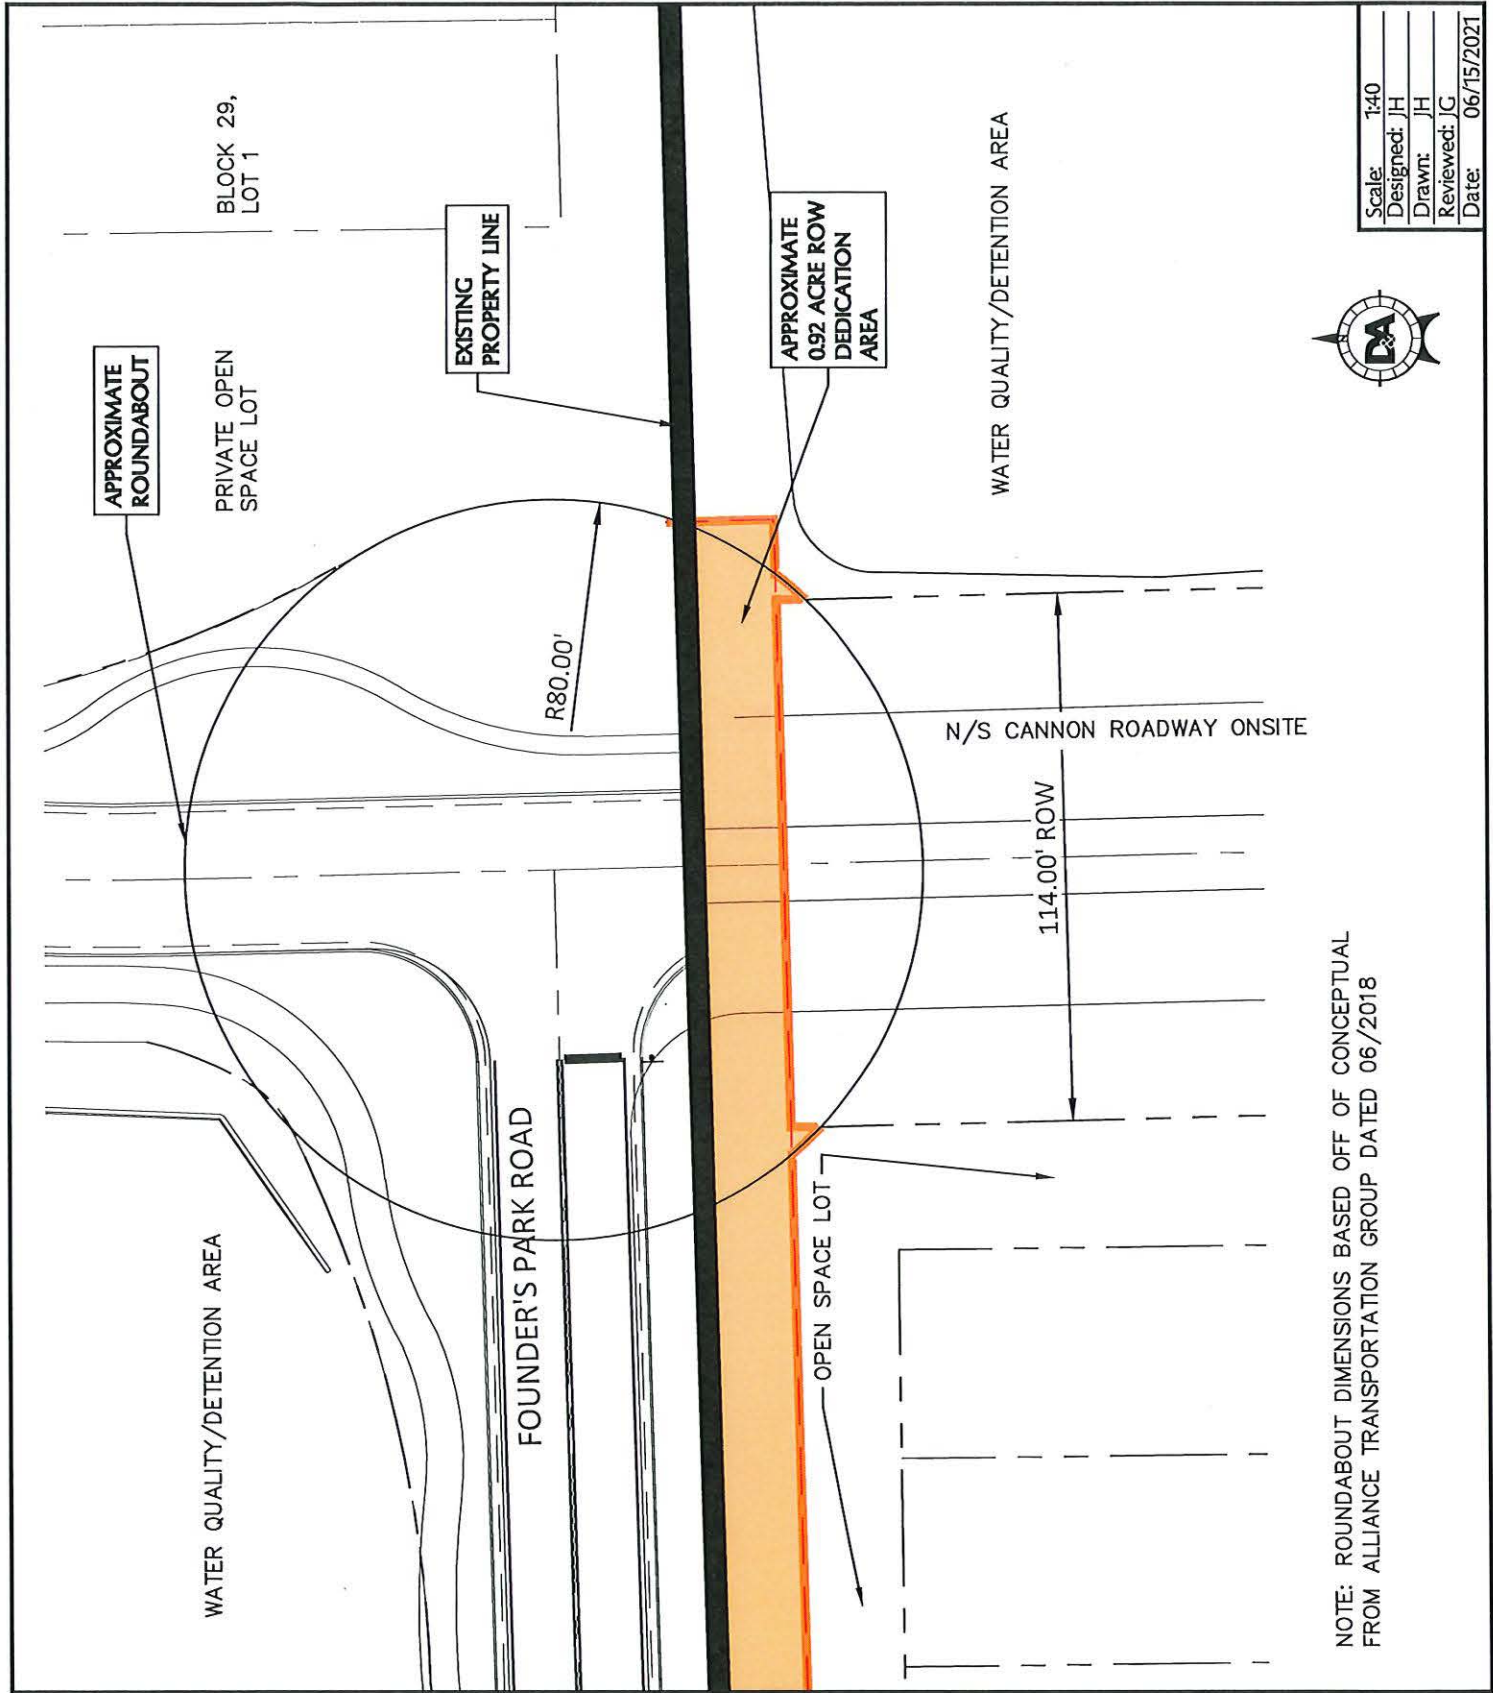 APPROXIMATE
ROUNDABOUT
BLOCK 29,
LOT 1
PRIVATE OPEN
SPACE LOT
EXISTING
PROPERTY LINE
R80.00'
WATER QUALITY/DETENTION AREA
FOUNDER'S PARK ROAD
APPROXIMATE
0.92 ACRE ROW
DEDICATION
AREA
WATER QUALITY/DETENTION AREA
N/S CANNON ROADWAY ONSITE
114.00' ROW
OPEN SPACE LOT
NOTE: ROUNDABOUT DIMENSIONS BASED OFF OF CONCEPTUAL
FROM ALLIANCE TRANSPORTATION GROUP DATED 06/2018
N
D&A
Scale: 1:40
Designed: JH
Drawn: JH
Reviewed: JG
Date: 06/15/2021